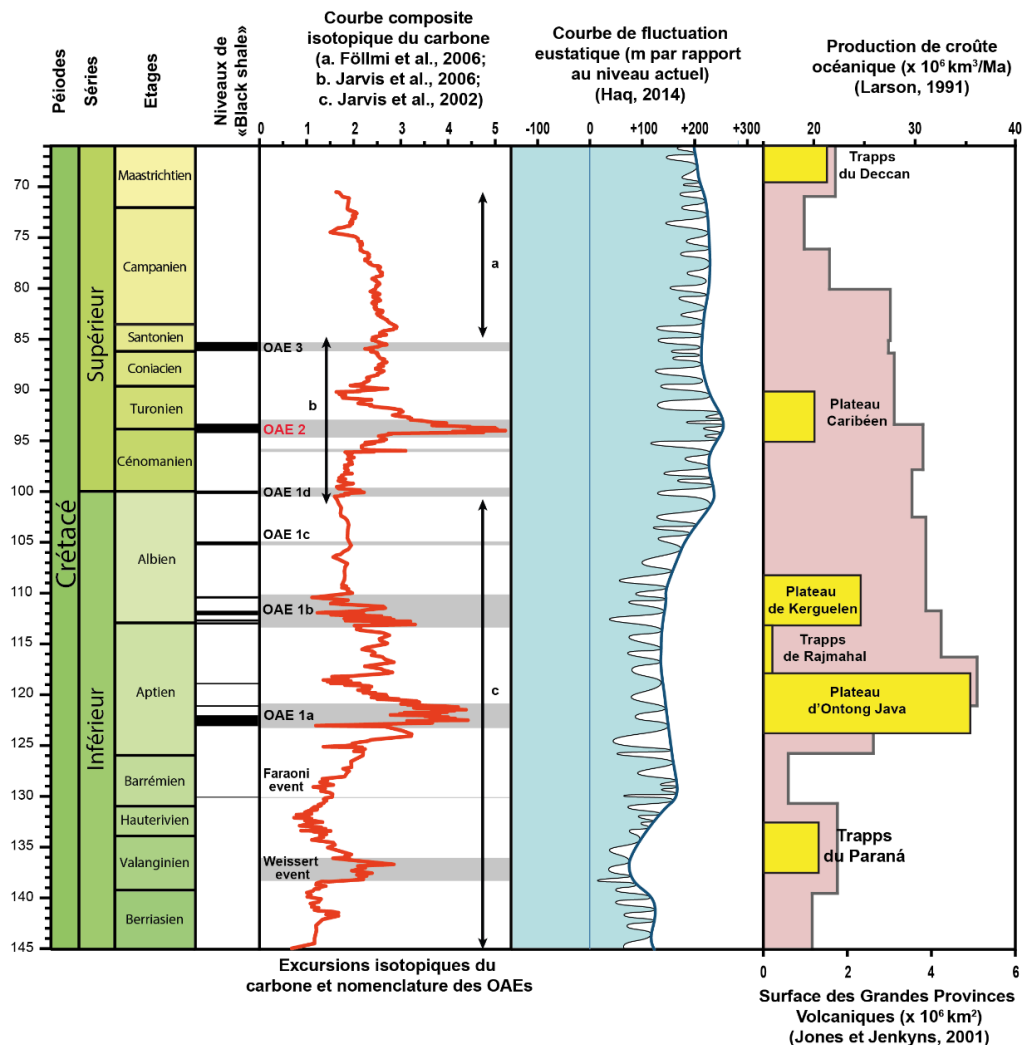 Péiodes
Séries
Etages
Niveaux de
«Black shale»
Courbe composite
isotopique du carbone
(a. Föllmi et al., 2006;
b. Jarvis et al., 2006;
c. Jarvis et al., 2002)
0 1 2 3 4 5
Courbe de fluctuation
eustatique (m par rapport
au niveau actuel)
(Haq, 2014)
-100 0 +100 +200 +300
Production de croûte
océanique (x 10⁶ km³/Ma)
(Larson, 1991)
20 30 40
70
75
80
85
90
95
100
105
110
115
120
125
130
135
140
145
Crétacé
Supérieur
Inférieur
Maastrichtien
Campanien
Santonien
Coniacien
Turonien
Cénomanien
Albien
Aptien
Barrémien
Hauterivien
Valanginien
Berriasien
OAE 3
OAE 2
OAE 1d
OAE 1c
OAE 1b
OAE 1a
Faraoni
event
Weissert
event
a
b
c
Trapps
du Deccan
Plateau
Caribéen
Plateau
de Kerguelen
Trapps
de Rajmahal
Plateau
d'Ontong Java
Trapps
du Paraná
Excursions isotopiques du
carbone et nomenclature des OAEs
0 2 4 6
Surface des Grandes Provinces
Volcaniques (x 10⁶ km²)
(Jones et Jenkyns, 2001)